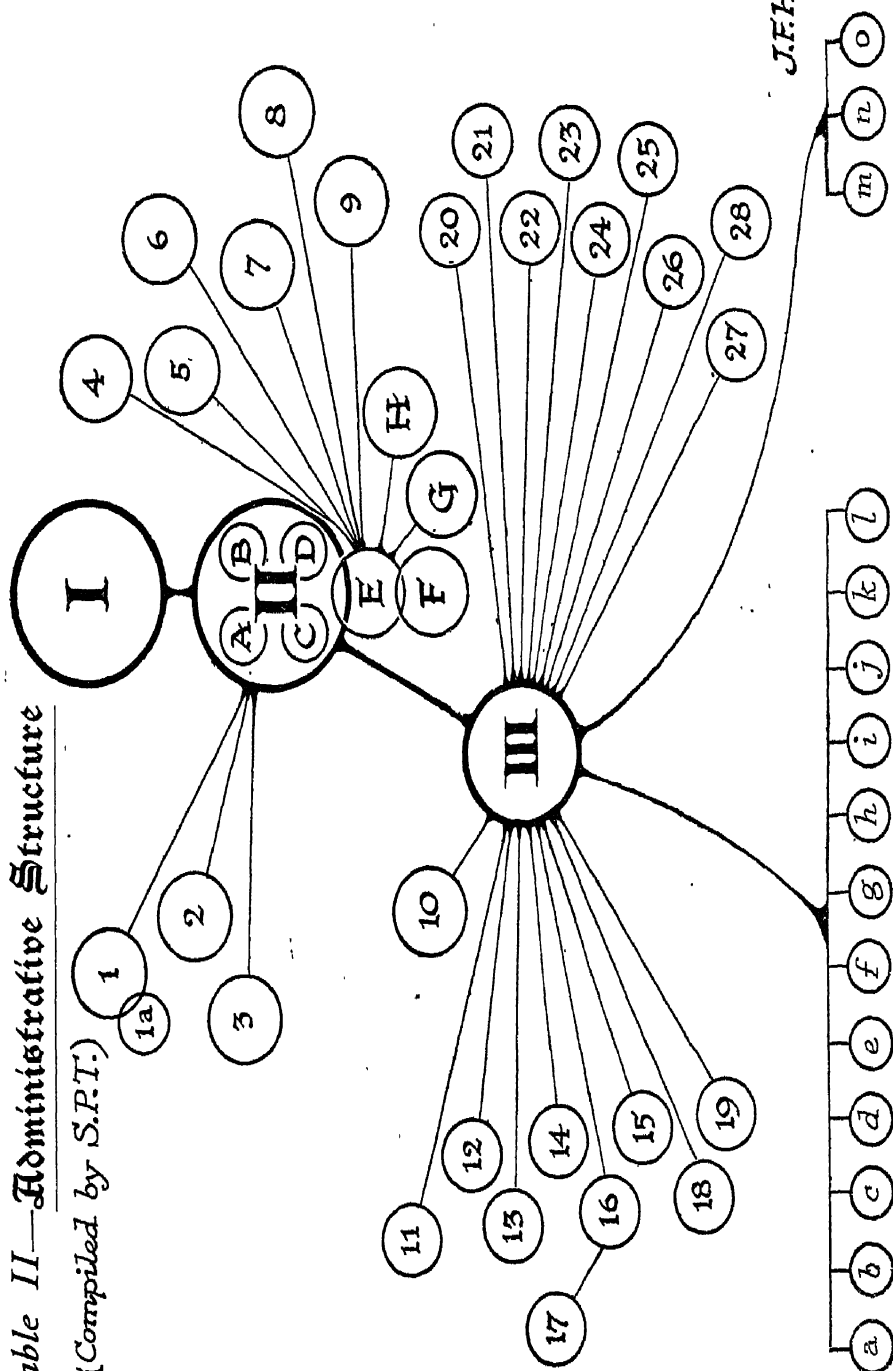 able II—Administrative Structure
(Compiled by S.P.T.)
I
II
A B
C D
E
F
G
H
1
1a
2
3
4
5
6
7
8
9
III
10
11
12
13
14
15
16
17
18
19
20
21
22
23
24
25
26
27
28
J.F.H
a b c d e f g h i j k l m n o